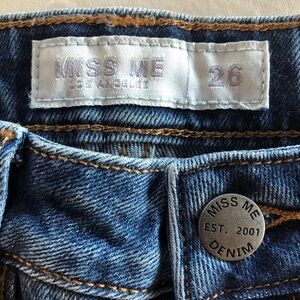 MISS ME 26
LOS ANGELES
MISS ME
EST. 2001
DENIM